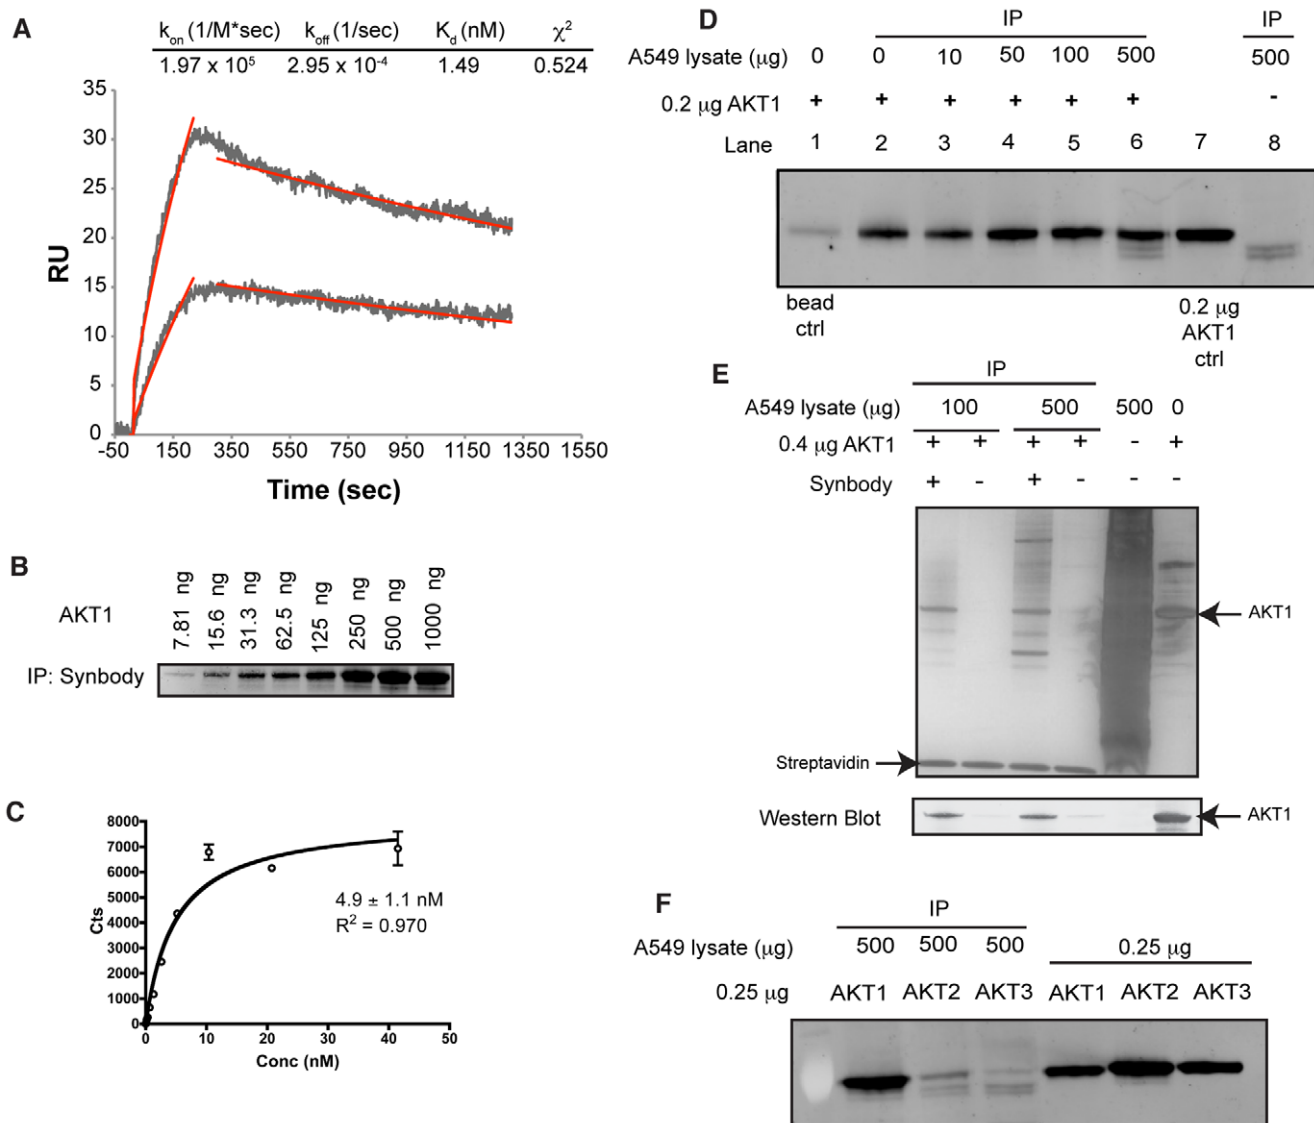 A
kon (1/M*sec) koff (1/sec) Kd (nM) χ2
1.97 x 10^5 2.95 x 10^-4 1.49 0.524
35
30
25
20
15
10
5
0
RU
-50 150 350 550 750 950 1150 1350 1550
Time (sec)
B
AKT1
7.81 ng
15.6 ng
31.3 ng
62.5 ng
125 ng
250 ng
500 ng
1000 ng
IP: Synbody
C
8000
7000
6000
5000
4000
3000
2000
1000
0
Cts
4.9 ± 1.1 nM
R2 = 0.970
0 10 20 30 40 50
Conc (nM)
D
IP IP
A549 lysate (μg) 0 0 10 50 100 500 500
0.2 μg AKT1 + + + + + + -
Lane 1 2 3 4 5 6 7 8
bead
ctrl
0.2 μg
AKT1
ctrl
E
IP
A549 lysate (μg) 100 500 500 0
0.4 μg AKT1 + + + + - +
Synbody + - + - - -
AKT1
Streptavidin
Western Blot AKT1
F
IP
A549 lysate (μg) 500 500 500 0.25 μg
0.25 μg AKT1 AKT2 AKT3 AKT1 AKT2 AKT3